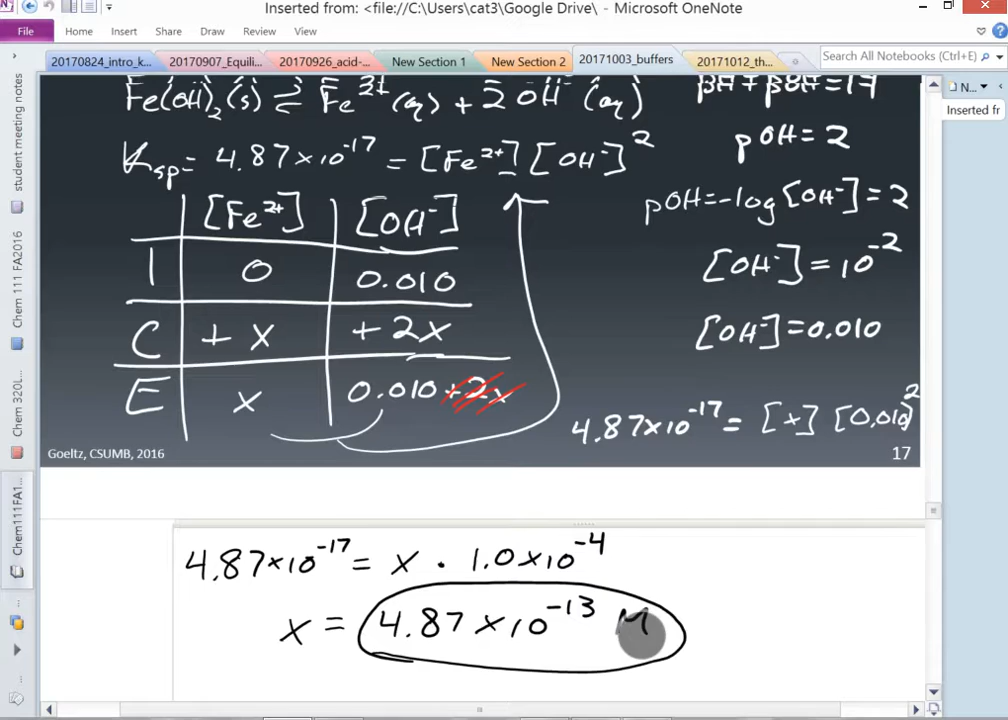 Inserted from: <file://C:\Users\cat3\Google Drive\ - Microsoft OneNote
File Home Insert Share Draw Review View
20170824_intro_k... 20170907_Equili... 20170926_acid-... New Section 1 New Section 2 20171003_buffers 20171012_th... Search All Notebooks (Ctrl+E)
N...
Inserted fr
student meeting notes
Chem 111 FA2016
Chem 320L
Chem111FA1
Fe(OH)₂(s) ⇌ Fe²⁺(aq) + 2 OH⁻ (aq)
Ksp = 4.87×10⁻¹⁷ = [Fe²⁺][OH⁻]²
[Fe²⁺] [OH⁻]
I 0 0.010
C + x + 2x
E x 0.010 + 2x
pH + pOH = 14
pOH = 2
pOH = -log [OH⁻] = 2
[OH⁻] = 10⁻²
[OH⁻] = 0.010
4.87×10⁻¹⁷ = [x] [0.010]²
Goeltz, CSUMB, 2016
17
4.87×10⁻¹⁷ = x · 1.0×10⁻⁴
x = 4.87 × 10⁻¹³ M